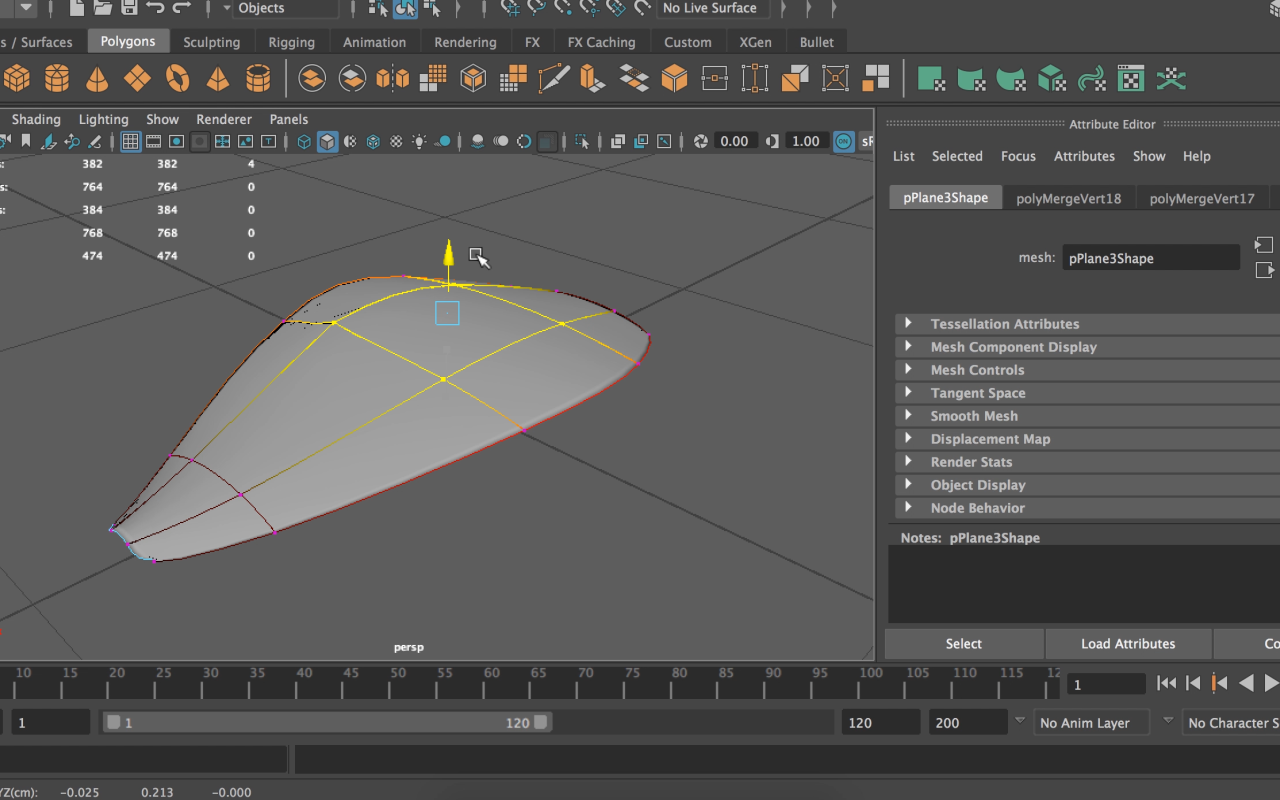 Objects
No Live Surface
s / Surfaces Polygons Sculpting Rigging Animation Rendering FX FX Caching Custom XGen Bullet
Shading Lighting Show Renderer Panels
0.00 1.00 ON sR
s: 382 382 4
764 764 0
s: 384 384 0
768 768 0
474 474 0
persp
Attribute Editor
List Selected Focus Attributes Show Help
pPlane3Shape polyMergeVert18 polyMergeVert17
mesh: pPlane3Shape
Tessellation Attributes
Mesh Component Display
Mesh Controls
Tangent Space
Smooth Mesh
Displacement Map
Render Stats
Object Display
Node Behavior
Notes: pPlane3Shape
Select Load Attributes Co
10 15 20 25 30 35 40 45 50 55 60 65 70 75 80 85 90 95 100 105 110 115 12
1
1 1 120 120 200 No Anim Layer No Character S
YZ(cm): -0.025 0.213 -0.000